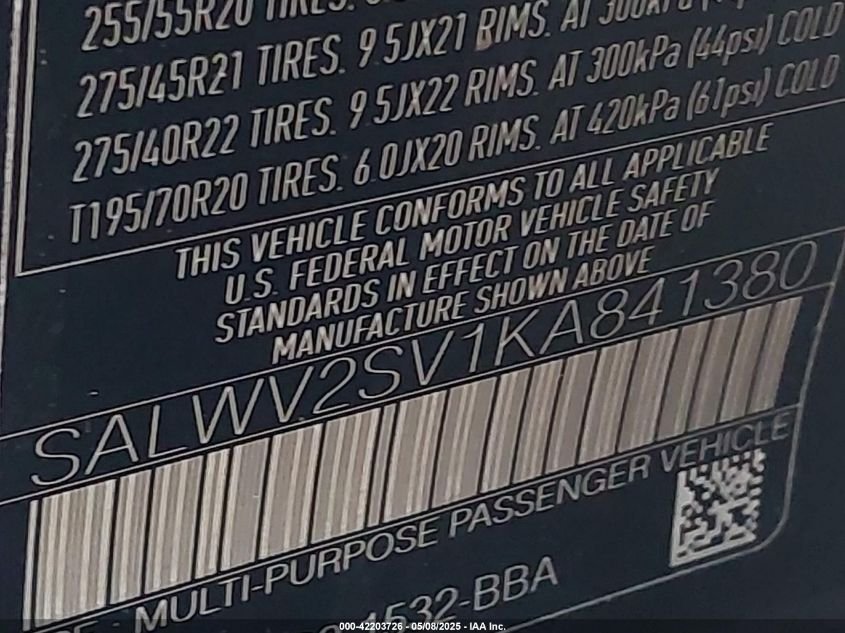 255/55R20 TIRES.
275/45R21 TIRES. 9 5JX21 RIMS. AT 300kPa
275/40R22 TIRES. 9 5JX22 RIMS. AT 300kPa (44psi) COLD
T195/70R20 TIRES. 6 0JX20 RIMS. AT 420kPa (61psi) COLD
THIS VEHICLE CONFORMS TO ALL APPLICABLE
U.S. FEDERAL MOTOR VEHICLE SAFETY
STANDARDS IN EFFECT ON THE DATE OF
MANUFACTURE SHOWN ABOVE
SALWV2SV1KA841380
: MULTI-PURPOSE PASSENGER VEHICLE
1532-BBA
000-42203726 - 05/08/2025 - IAA Inc.